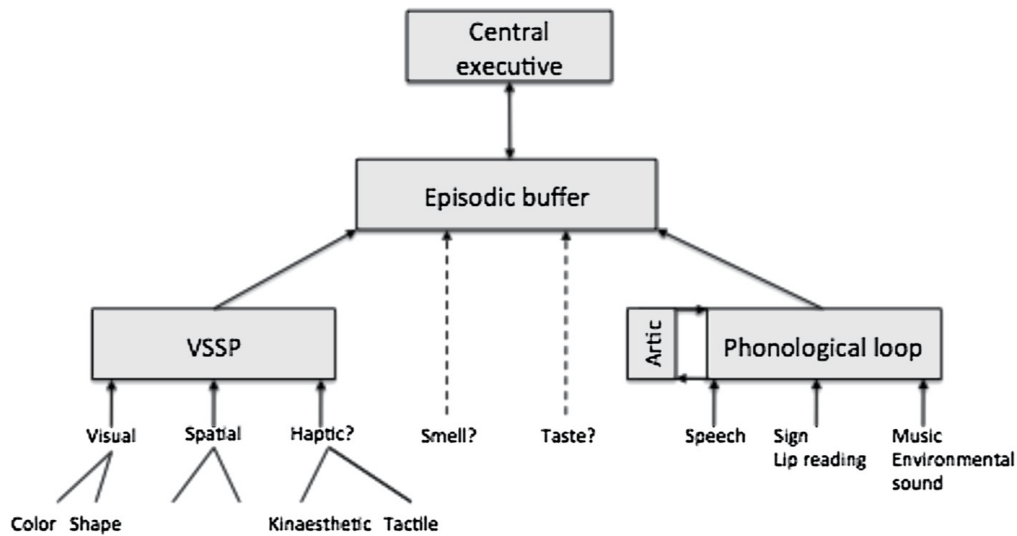 Central
executive
Episodic buffer
VSSP
Artic
Phonological loop
Visual
Spatial
Haptic?
Smell?
Taste?
Speech
Sign
Lip reading
Music
Environmental
sound
Color Shape
Kinaesthetic Tactile